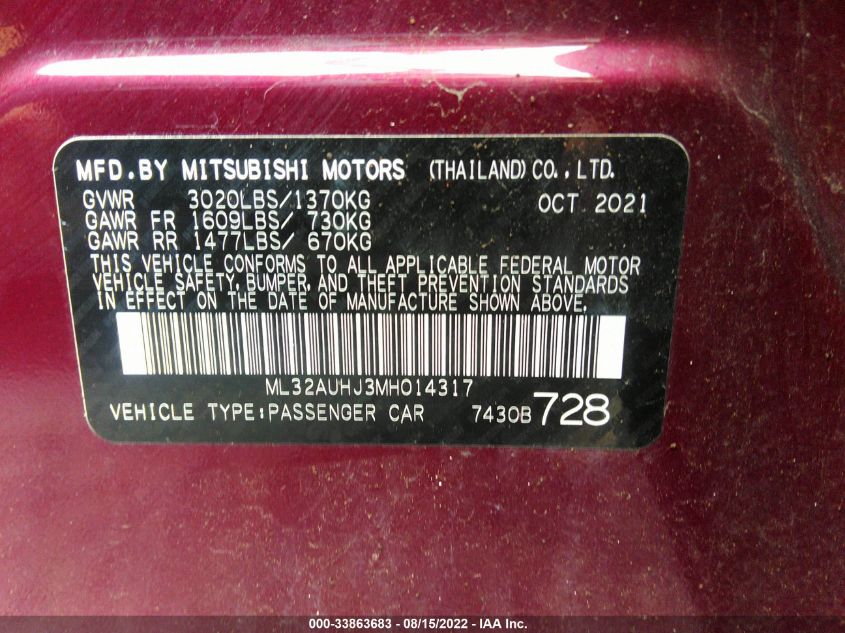 MFD.BY MITSUBISHI MOTORS (THAILAND) CO., LTD.
GVWR 3020LBS/1370KG OCT 2021
GAWR FR 1609LBS/ 730KG
GAWR RR 1477LBS/ 670KG
THIS VEHICLE CONFORMS TO ALL APPLICABLE FEDERAL MOTOR
VEHICLE SAFETY, BUMPER, AND THEFT PREVENTION STANDARDS
IN EFFECT ON THE DATE OF MANUFACTURE SHOWN ABOVE.
ML32AUHJ3MH014317
VEHICLE TYPE:PASSENGER CAR 7430B 728
000-33863683 - 08/15/2022 - IAA Inc.